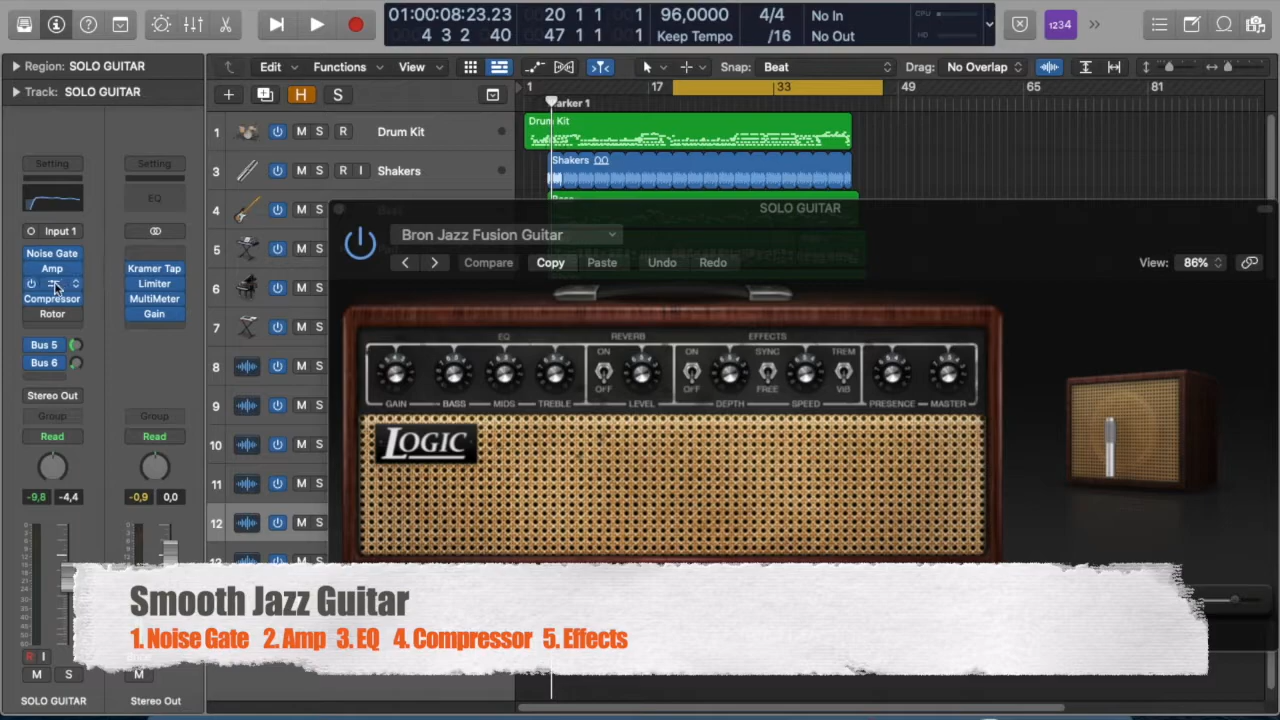 01:00:08:23.23 20 1 1 1 96,0000 4/4 No In CPU
4 3 2 40 47 1 1 1 Keep Tempo /16 No Out HD
1234
Region: SOLO GUITAR
Edit Functions View Snap: Beat Drag: No Overlap
Track: SOLO GUITAR
H S
1 17 33 49 65 81
Marker 1
1 M S R Drum Kit
Drum Kit
3 M S R I Shakers
Shakers
4 M S
5 M S
6 M S
7 M S
8 M S
9 M S
10 M S
11 M S
12 M S
Setting Setting
EQ
Input 1
Noise Gate
Amp Kramer Tap
Limiter
Compressor MultiMeter
Rotor Gain
Bus 5
Bus 6
Stereo Out
Group Group
Read Read
-9,8 -4,4 -0,9 0,0
R I
M S M
SOLO GUITAR Stereo Out
SOLO GUITAR
Bron Jazz Fusion Guitar
Compare Copy Paste Undo Redo View: 86%
EQ REVERB EFFECTS
ON ON SYNC TREM
OFF OFF FREE VIB
GAIN BASS MIDS TREBLE LEVEL DEPTH SPEED PRESENCE MASTER
LOGIC
Smooth Jazz Guitar
1. Noise Gate 2. Amp 3. EQ 4. Compressor 5. Effects